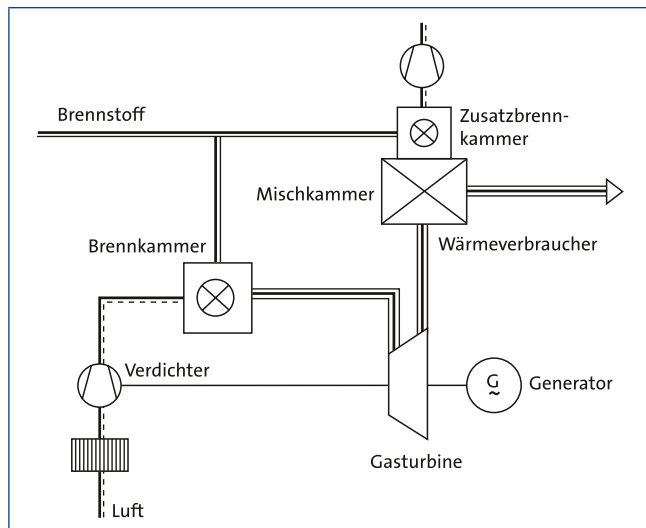 Brennstoff
Zusatzbrenn-
kammer
Mischkammer
Wärmeverbraucher
Brennkammer
Verdichter
G
~
Generator
Gasturbine
Luft